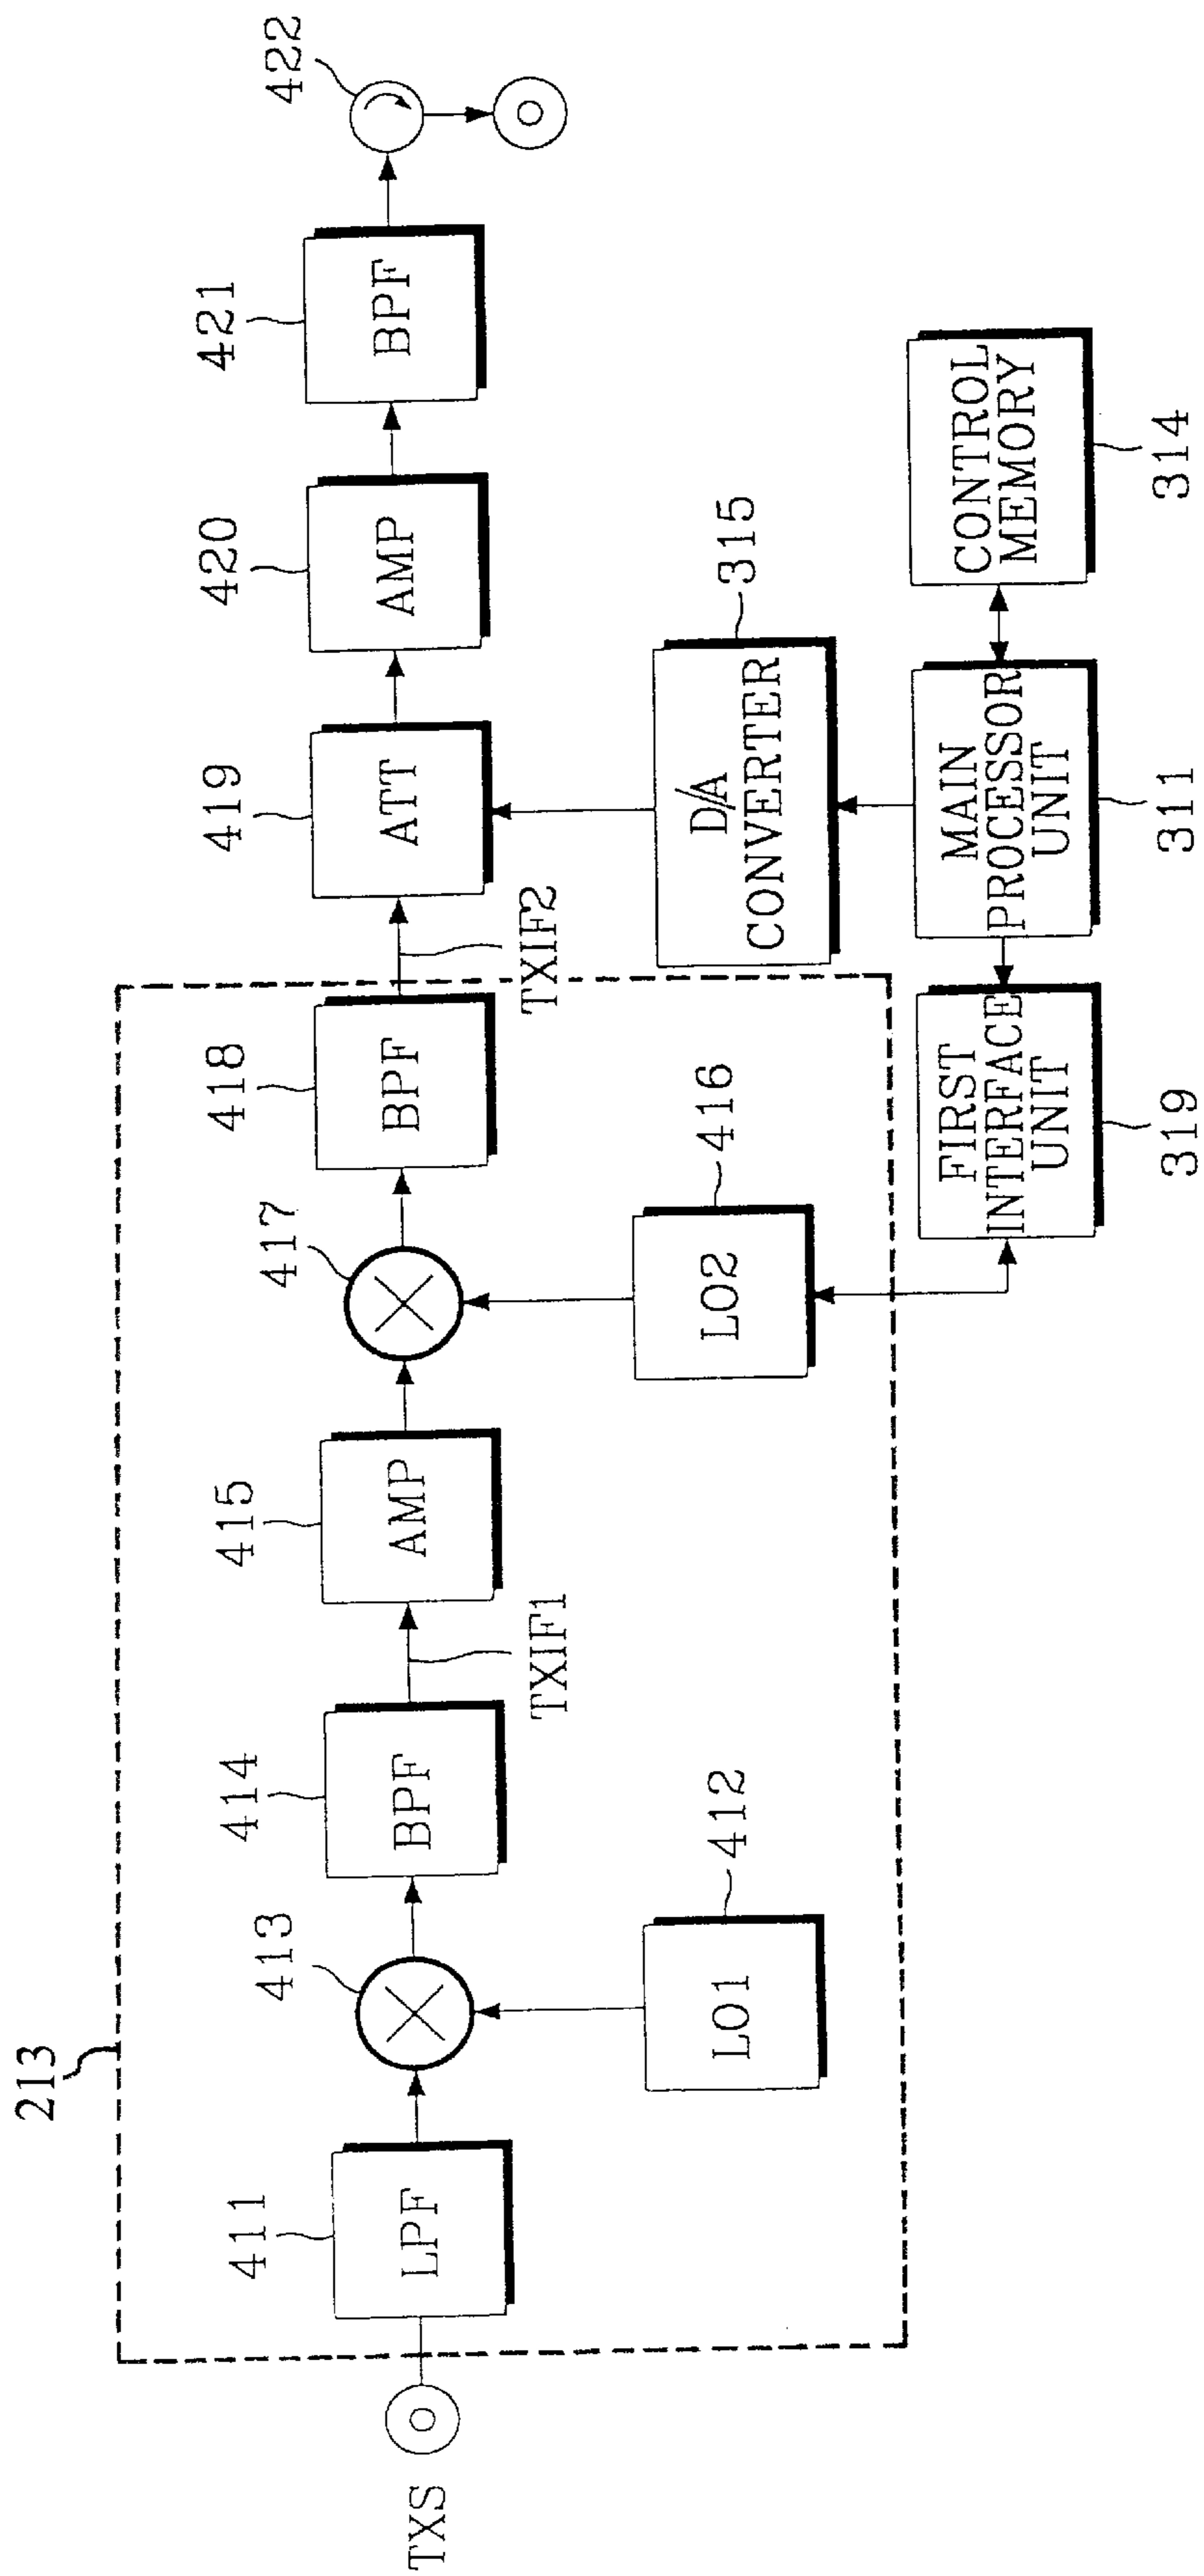 213
TXS
411
LPF
413
LO1
412
414
BPF
TXIF1
415
AMP
417
LO2
416
418
BPF
TXIF2
419
ATT
420
AMP
421
BPF
422
D/A
CONVERTER
315
FIRST
INTERFACE
UNIT
319
MAIN
PROCESSOR
UNIT
311
CONTROL
MEMORY
314